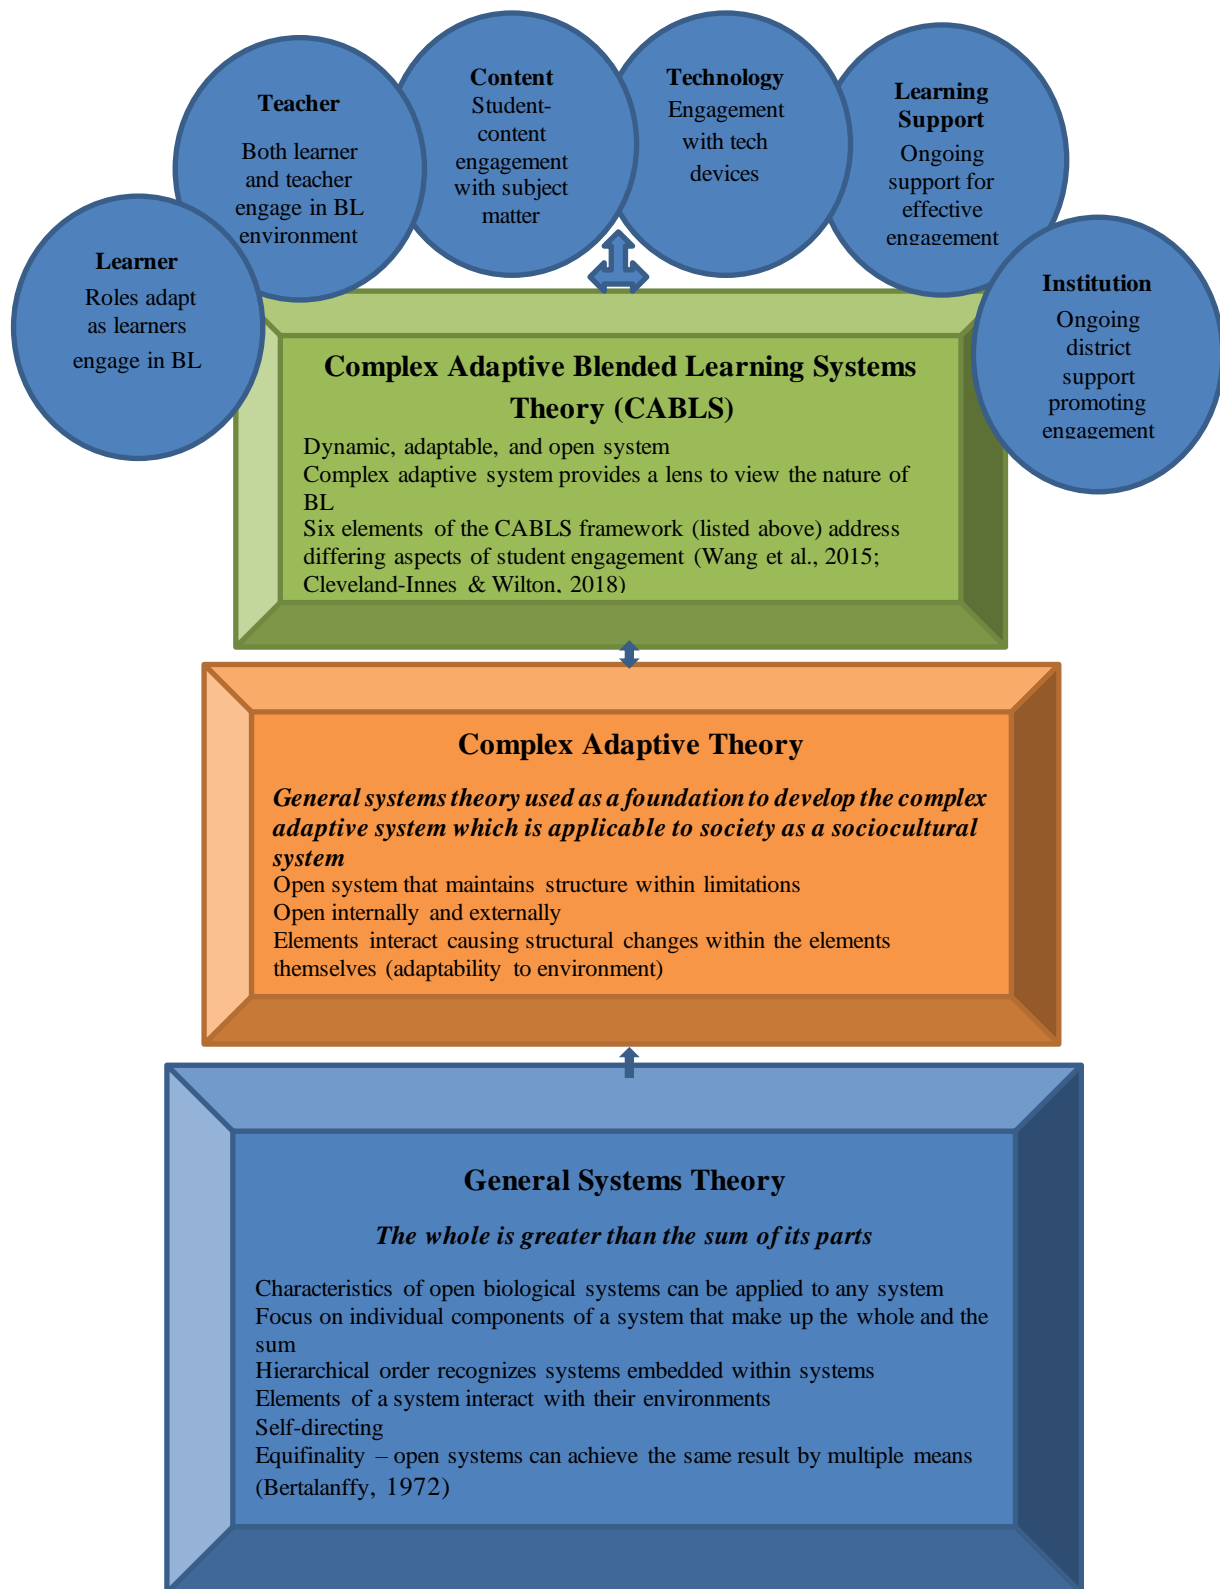 Learner
Roles adapt
as learners
engage in BL
Teacher
Both learner
and teacher
engage in BL
environment
Content
Student-
content
engagement
with subject
matter
Technology
Engagement
with tech
devices
Learning
Support
Ongoing
support for
effective
engagement
Institution
Ongoing
district
support
promoting
engagement
Complex Adaptive Blended Learning Systems
Theory (CABLS)
Dynamic, adaptable, and open system
Complex adaptive system provides a lens to view the nature of
BL
Six elements of the CABLS framework (listed above) address
differing aspects of student engagement (Wang et al., 2015;
Cleveland-Innes & Wilton, 2018)
Complex Adaptive Theory
General systems theory used as a foundation to develop the complex
adaptive system which is applicable to society as a sociocultural
system
Open system that maintains structure within limitations
Open internally and externally
Elements interact causing structural changes within the elements
themselves (adaptability to environment)
General Systems Theory
The whole is greater than the sum of its parts
Characteristics of open biological systems can be applied to any system
Focus on individual components of a system that make up the whole and the
sum
Hierarchical order recognizes systems embedded within systems
Elements of a system interact with their environments
Self-directing
Equifinality – open systems can achieve the same result by multiple means
(Bertalanffy, 1972)